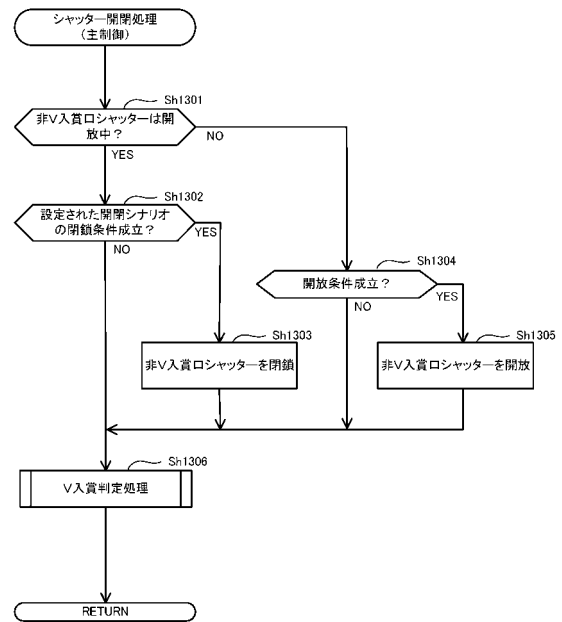 シャッター開閉処理
(主制御)
Sh1301
非V入賞口シャッターは開
放中？
NO
YES
Sh1302
設定された開閉シナリオ
の閉鎖条件成立？
YES
NO
Sh1304
開放条件成立？
YES
NO
Sh1303
非V入賞口シャッターを閉鎖
Sh1305
非V入賞口シャッターを開放
Sh1306
V入賞判定処理
RETURN